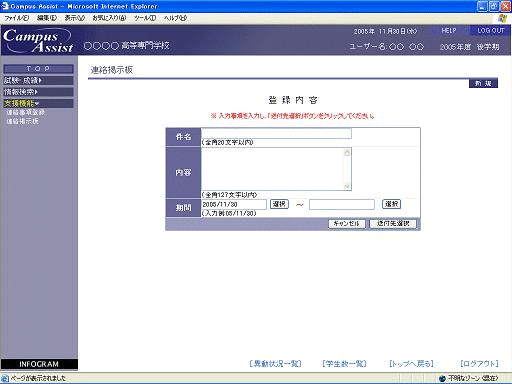 Campus Assist - Microsoft Internet Explorer
ファイル(F) 編集(E) 表示(V) お気に入り(A) ツール(T) ヘルプ(H)
Campus Assist
2005年 11月30日(水) HELP LOG OUT
〇〇〇〇高等専門学校 ユーザー名:〇〇 〇〇 2005年度 後学期
TOP
試験・成績
情報検索
支援機能
連絡事項登録
連絡掲示板
連絡掲示板
新 規
登 録 内 容
※ 入力事項を入力し、「送付先選択」ボタンをクリックしてください。
件名
(全角20文字以内)
内容
(全角127文字以内)
期間 2005/11/30 選択 ～ 選択
(入力例:05/11/30)
キャンセル 送付先選択
INFOGRAM
[異動状況一覧] [学生数一覧] [トップへ戻る] [ログアウト]
ページが表示されました 不明なゾーン (混在)